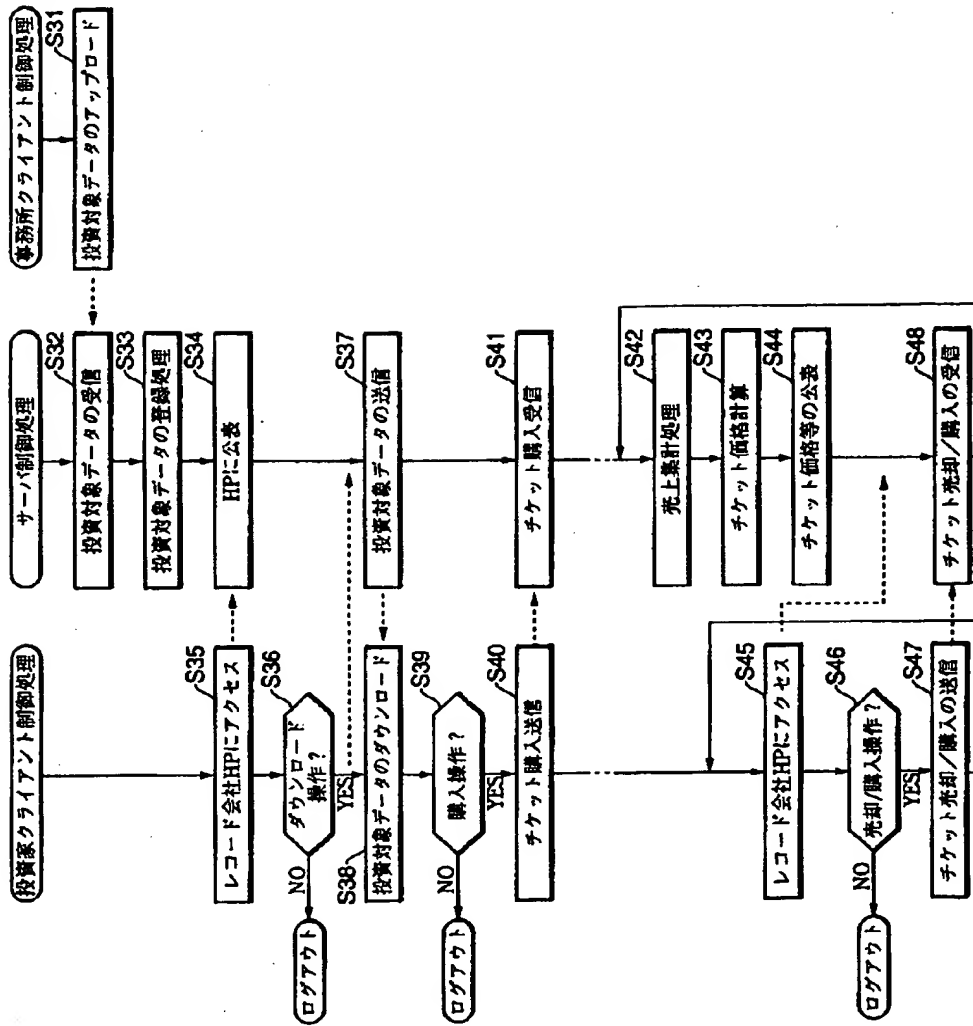 投資家クライアント制御処理
サーバ制御処理
事務所クライアント制御処理
S31
投資対象データのアップロード
S32
投資対象データの受信
S33
投資対象データの登録処理
S34
HPに公表
S35
レコード会社HPにアクセス
S36
ダウンロード
操作?
NO
ログアウト
YES
S37
投資対象データの送信
S38
投資対象データのダウンロード
S39
購入操作?
NO
ログアウト
YES
S40
チケット購入送信
S41
チケット購入受信
S42
売上集計処理
S43
チケット価格計算
S44
チケット価格等の公表
S45
レコード会社HPにアクセス
S46
売却/購入操作?
NO
ログアウト
YES
S47
チケット売却/購入の送信
S48
チケット売却/購入の受信